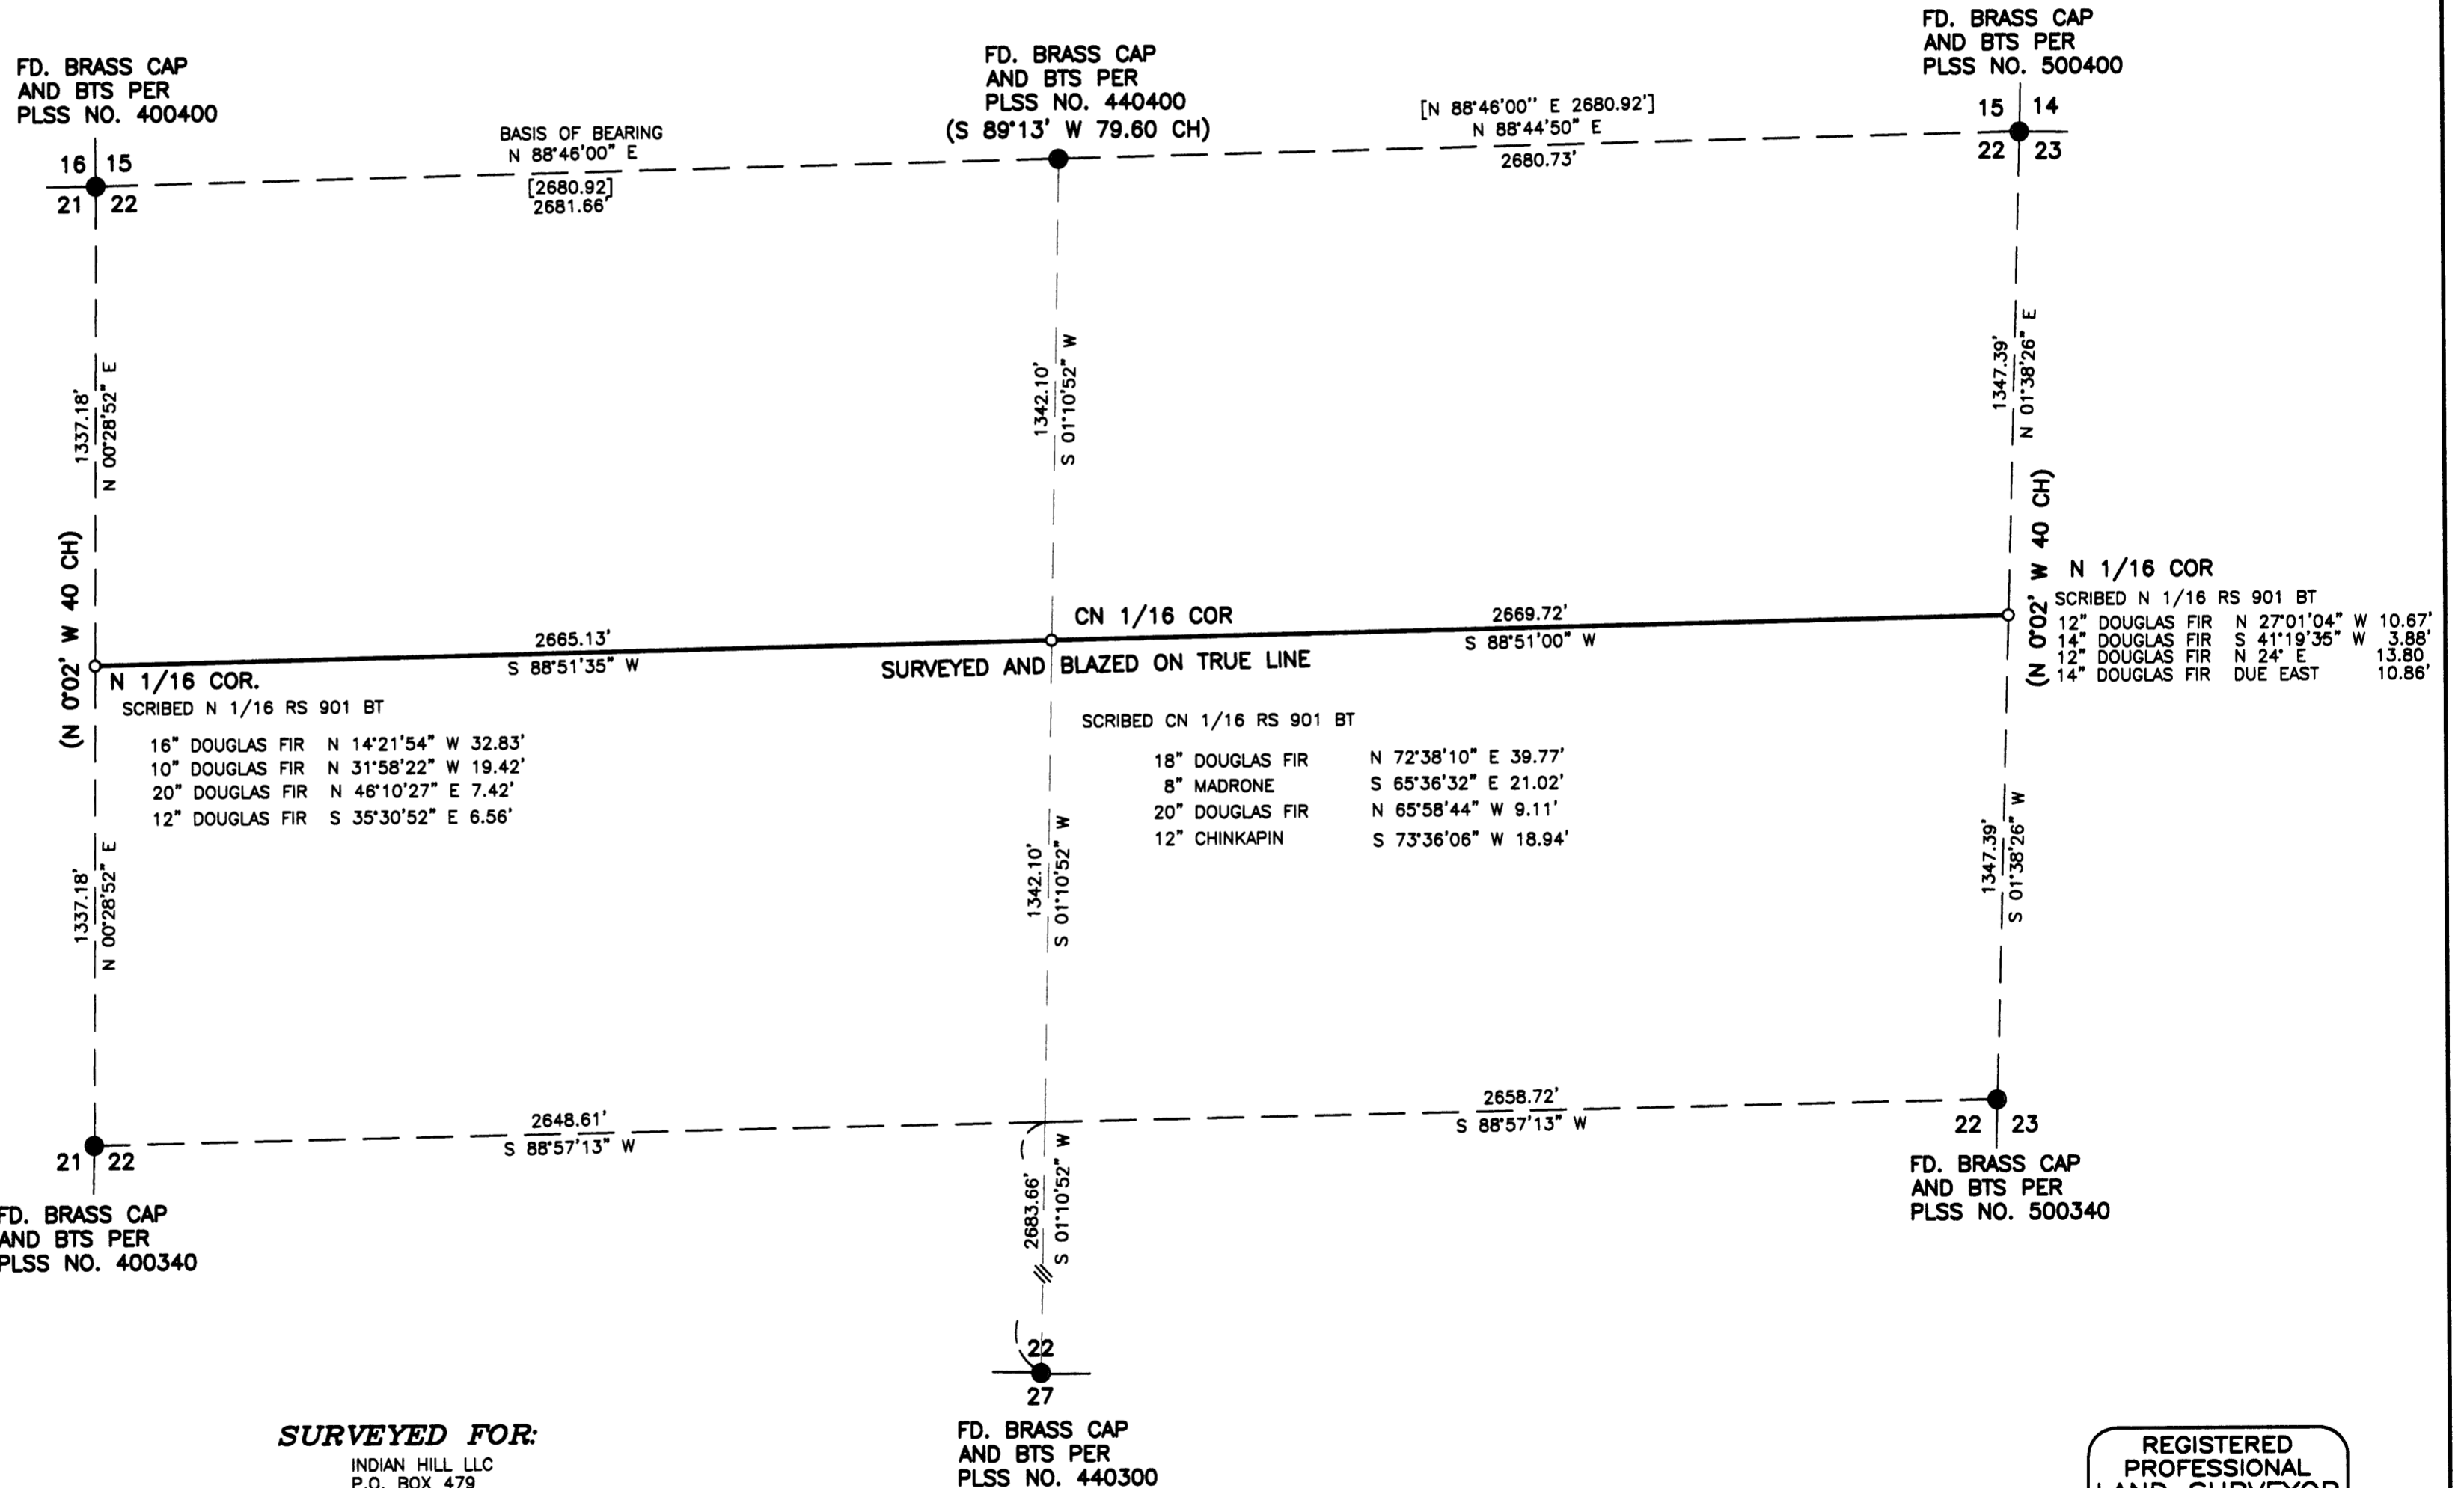 FD. BRASS CAP
AND BTS PER
PLSS NO. 400400
16 15
21 22
BASIS OF BEARING
N 88°46'00" E
[2680.92]
2681.66'
FD. BRASS CAP
AND BTS PER
PLSS NO. 440400
(S 89°13' W 79.60 CH)
[N 88°46'00" E 2680.92']
N 88°44'50" E
2680.73'
FD. BRASS CAP
AND BTS PER
PLSS NO. 500400
15 14
22 23
1337.18'
N 00°28'52" E
1342.10'
S 01°10'52" W
1347.39'
N 01°38'26" E
(N 0°02' W 40 CH)
(N 0°02' W 40 CH)
2665.13'
S 88°51'35" W
CN 1/16 COR
SURVEYED AND BLAZED ON TRUE LINE
2669.72'
S 88°51'00" W
N 1/16 COR
SCRIBED N 1/16 RS 901 BT
12" DOUGLAS FIR N 27°01'04" W 10.67'
14" DOUGLAS FIR S 41°19'35" W 3.88'
12" DOUGLAS FIR N 24° E 13.80
14" DOUGLAS FIR DUE EAST 10.86'
N 1/16 COR.
SCRIBED N 1/16 RS 901 BT
16" DOUGLAS FIR N 14°21'54" W 32.83'
10" DOUGLAS FIR N 31°58'22" W 19.42'
20" DOUGLAS FIR N 46°10'27" E 7.42'
12" DOUGLAS FIR S 35°30'52" E 6.56'
SCRIBED CN 1/16 RS 901 BT
18" DOUGLAS FIR N 72°38'10" E 39.77'
8" MADRONE S 65°36'32" E 21.02'
20" DOUGLAS FIR N 65°58'44" W 9.11'
12" CHINKAPIN S 73°36'06" W 18.94'
1337.18'
N 00°28'52" E
1342.10'
S 01°10'52" W
1347.39'
S 01°38'26" W
2648.61'
S 88°57'13" W
2658.72'
S 88°57'13" W
21 22
FD. BRASS CAP
AND BTS PER
PLSS NO. 400340
2683.66'
S 01°10'52" W
22 23
FD. BRASS CAP
AND BTS PER
PLSS NO. 500340
22
27
FD. BRASS CAP
AND BTS PER
PLSS NO. 440300
SURVEYED FOR:
INDIAN HILL LLC
P.O. BOX 479
REGISTERED
PROFESSIONAL
LAND SURVEYOR